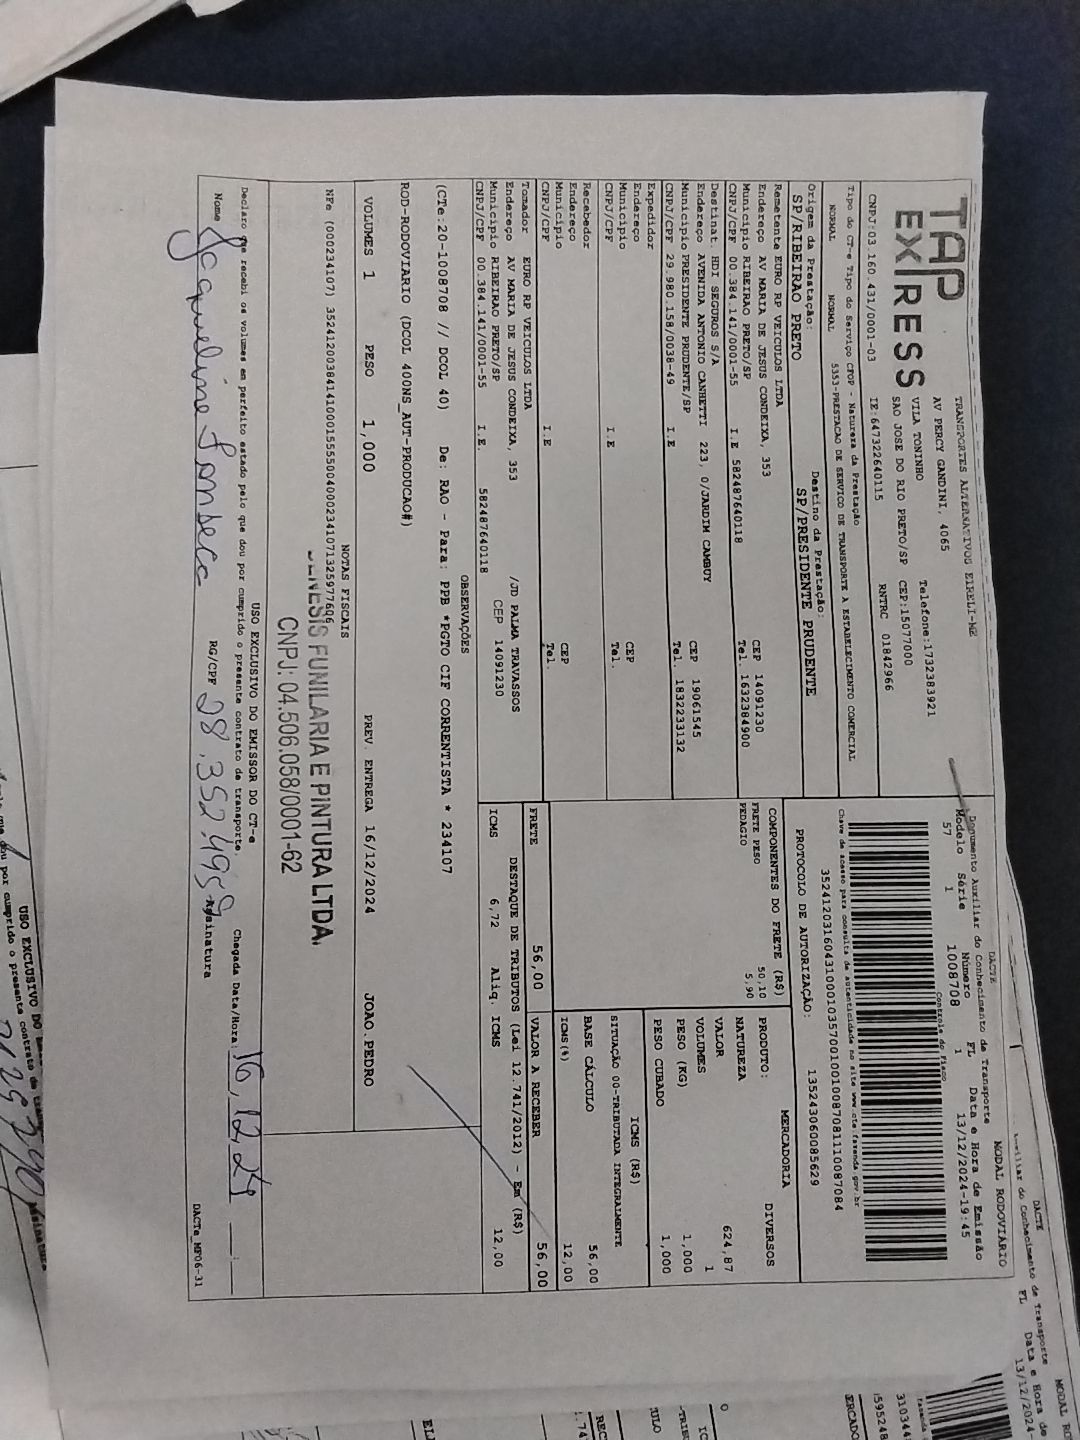 TAP
EXPRESS
TRANSPORTES ALTERNATIVOS EIRELI-ME
AV PERCY GANDINI, 4065
VILA TONINHO
SAO JOSE DO RIO PRETO/SP
Telefone:1732383921
CEP:15077000
CNPJ:03.160.431/0001-03
IE:647322640115
RNTRC 01842966
Tipo do CT-e Tipo do Serviço CFOP - Natureza da Prestação
NORMAL NORMAL 5353-PRESTACAO DE SERVICO DE TRANSPORTE A ESTABELECIMENTO COMERCIAL
Origem da Prestação: Destino da Prestação:
SP/RIBEIRAO PRETO SP/PRESIDENTE PRUDENTE
Remetente EURO RP VEICULOS LTDA
Endereço AV MARIA DE JESUS CONDEIXA, 353 CEP 14091230
Município RIBEIRAO PRETO/SP Tel. 1632384900
CNPJ/CPF 00.384.141/0001-55 I.E 582487640118
Destinat. HDI SEGUROS S/A
Endereço AVENIDA ANTONIO CANHETTI 223, 0/JARDIM CAMBUY CEP 19061545
Município PRESIDENTE PRUDENTE/SP Tel. 1832233132
CNPJ/CPF 29.980.158/0038-49 I.E
Expedidor
Endereço CEP
Município Tel.
CNPJ/CPF I.E
Recebedor
Endereço CEP
Município Tel.
CNPJ/CPF I.E
Tomador EURO RP VEICULOS LTDA
Endereço AV MARIA DE JESUS CONDEIXA, 353 /JD PALMA TRAVASSOS
Município RIBEIRAO PRETO/SP CEP 14091230
CNPJ/CPF 00.384.141/0001-55 I.E. 582487640118
MODAL RODOVIÁRIO
DACTE
Documento Auxiliar do Conhecimento de Transporte
Modelo Série Número FL Data e Hora de Emissão
57 1 1008708 1 13/12/2024-19:45
Controle do Fisco
Chave de acesso para consulta de autenticidade no site www.cte.fazenda.gov.br
35241203160431000103570010010087081110087084
PROTOCOLO DE AUTORIZAÇÃO: 135243060085629
COMPONENTES DO FRETE (R$)
FRETE PESO 50,10
PEDAGIO 5,90
MERCADORIA
PRODUTO: DIVERSOS
NATUREZA
VALOR 624,87
VOLUMES 1
PESO (KG) 1,000
PESO CUBADO 1,000
ICMS (R$)
SITUAÇÃO 00-TRIBUTADA INTEGRALMENTE
BASE CÁLCULO 56,00
ICMS(%) 12,00
FRETE 56,00 VALOR A RECEBER 56,00
DESTAQUE DE TRIBUTOS (Lei 12.741/2012) - Em (R$)
ICMS 6,72 Aliq. ICMS 12,00
OBSERVAÇÕES
(CTe:20-1008708 // DCOL 40) De: RAO - Para: PPB *PGTO CIF CORRENTISTA * 234107
ROD-RODOVIARIO (DCOL 400NS_AUT-PRODUCAO#)
VOLUMES 1 PESO 1,000 PREV. ENTREGA 16/12/2024 JOAO.PEDRO
NOTAS FISCAIS
NFe (000234107)
GENESIS FUNILARIA E PINTURA LTDA.
CNPJ: 04.506.058/0001-62
USO EXCLUSIVO DO EMISSOR DO CT-e
Declaro que recebi os volumes em perfeito estado pelo que dou por cumprido o presente contrato de transporte Chegada Data/Hora: 16,12,24 __:__
Nome Jaqueline Fonseca RG/CPF 28.352.495 Assinatura
DACTe_MF06-31